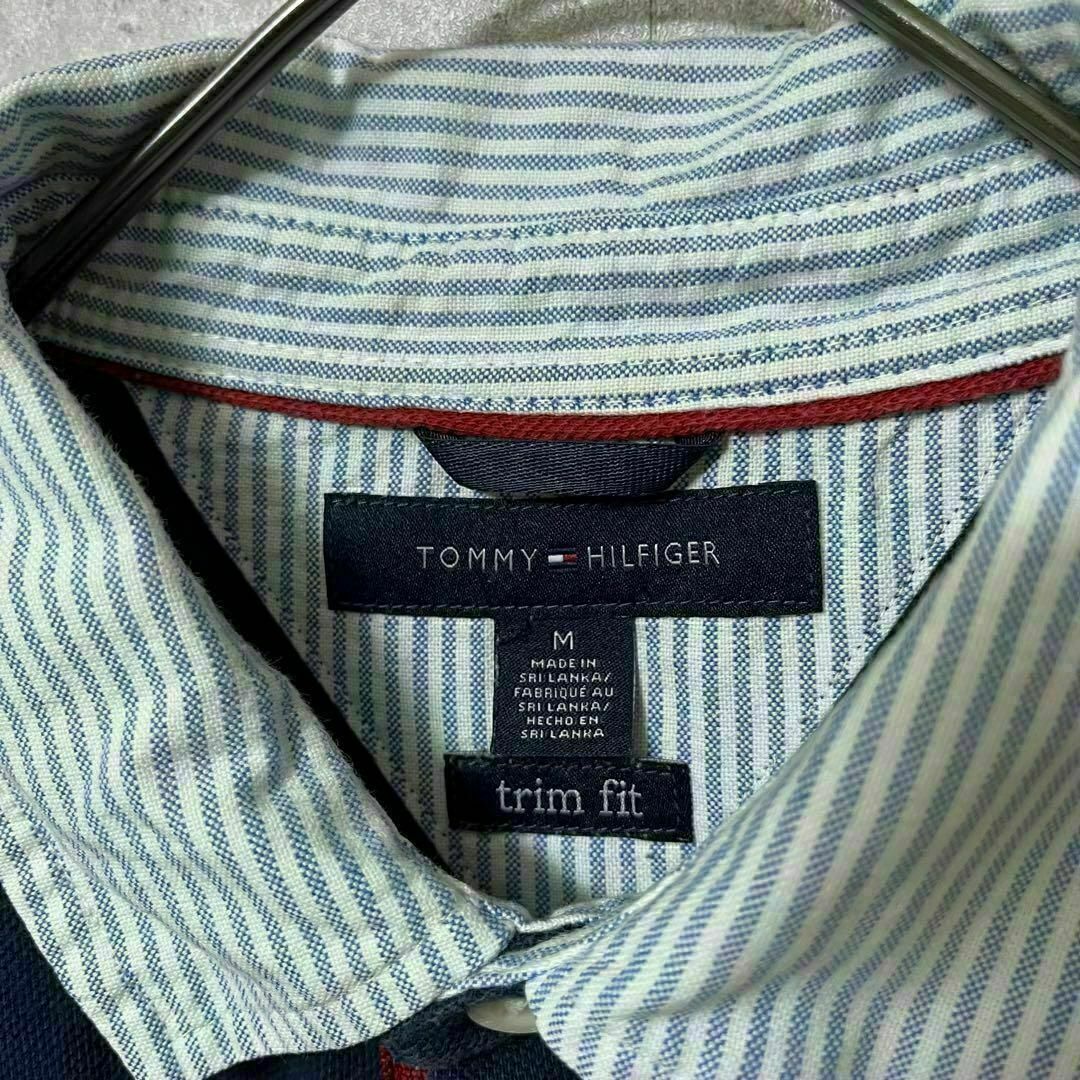 TOMMY HILFIGER
M
MADE IN
SRI LANKA/
FABRIQUÉ AU
SRI LANKA/
HECHO EN
SRI LANKA
trim fit